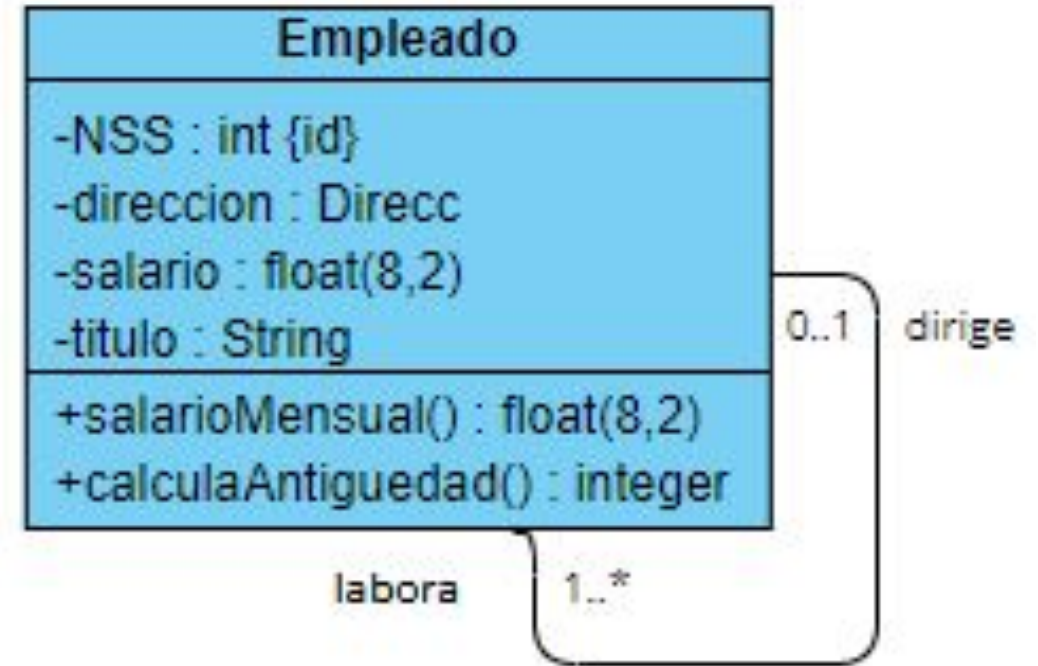 Empleado
-NSS : int {id}
-direccion : Direcc
-salario : float(8,2)
-titulo : String
0..1 dirige
+salarioMensual() : float(8,2)
+calculaAntiguedad() : integer
labora 1..*